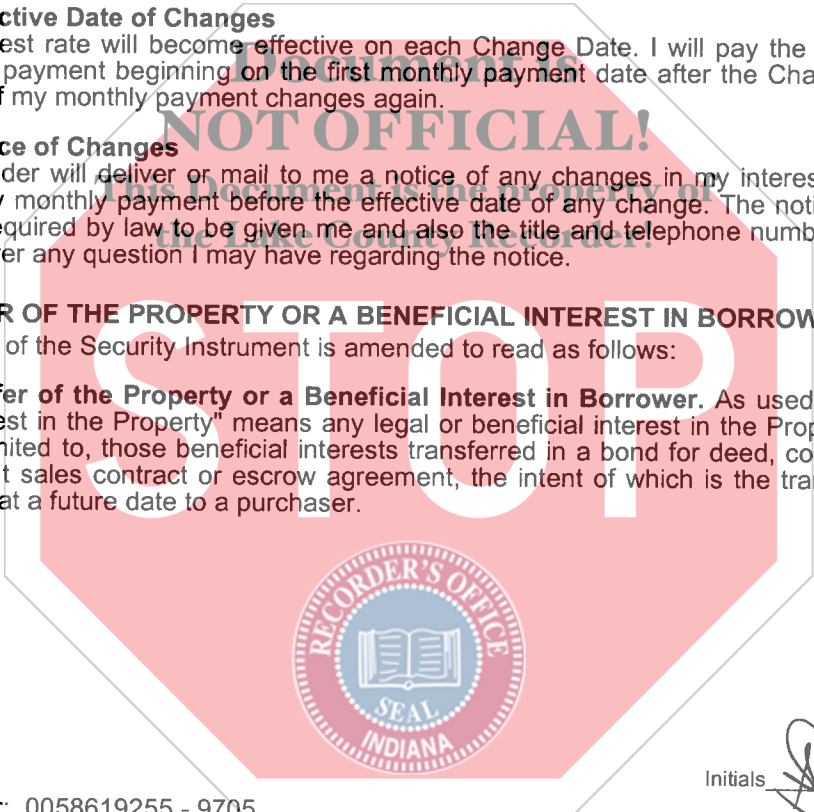 ctive Date of Changes
est rate will become effective on each Change Date. I will pay the
payment beginning on the first monthly payment date after the Cha
f my monthly payment changes again.
ce of Changes
der will deliver or mail to me a notice of any changes in my interes
y monthly payment before the effective date of any change. The noti
equired by law to be given me and also the title and telephone numb
er any question I may have regarding the notice.
R OF THE PROPERTY OR A BENEFICIAL INTEREST IN BORROW
of the Security Instrument is amended to read as follows:
fer of the Property or a Beneficial Interest in Borrower. As used
est in the Property" means any legal or beneficial interest in the Prop
nited to, those beneficial interests transferred in a bond for deed, co
t sales contract or escrow agreement, the intent of which is the tra
at a future date to a purchaser.
Document is
NOT OFFICIAL!
This Document is the property of
the Lake County Recorder!
STOP
RECORDER'S OFFICE
SEAL
INDIANA
Initials
: 0058619255 - 9705